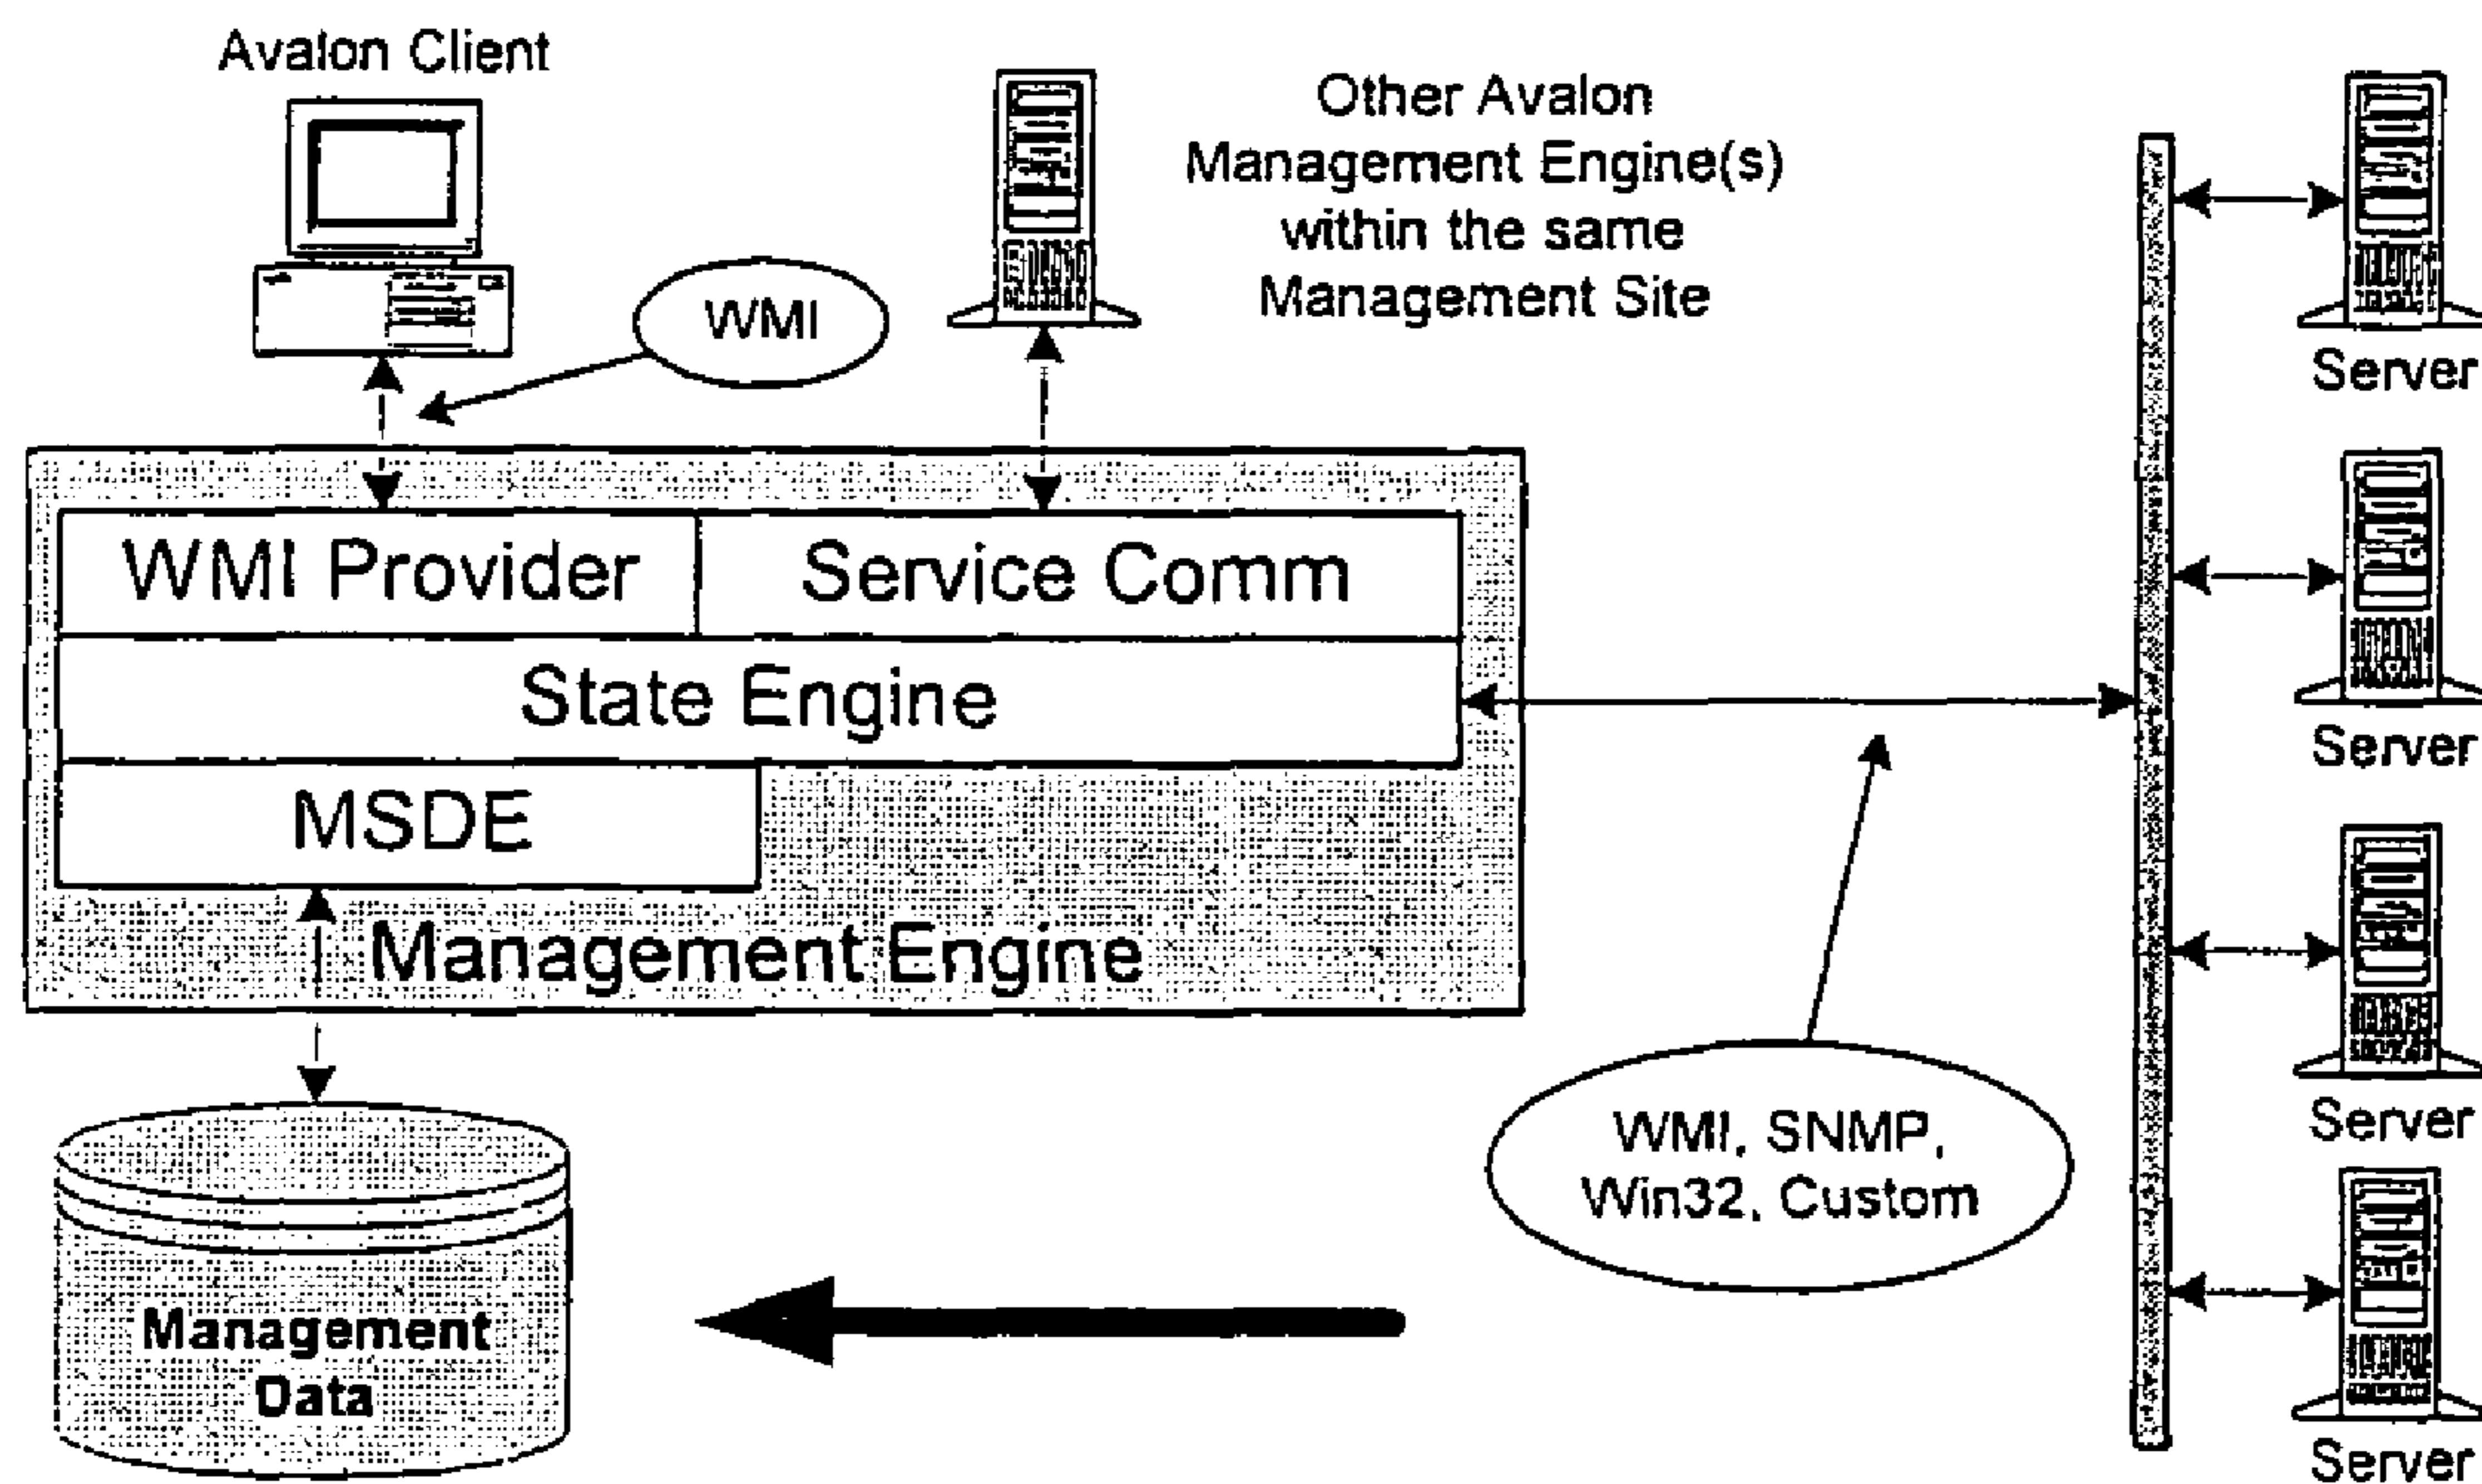 Avalon Client
Other Avalon
Management Engine(s)
within the same
Management Site
WMI
Server
WMI Provider
Service Comm
State Engine
Server
MSDE
Management Engine
WMI, SNMP,
Win32, Custom
Server
Management
Data
Server